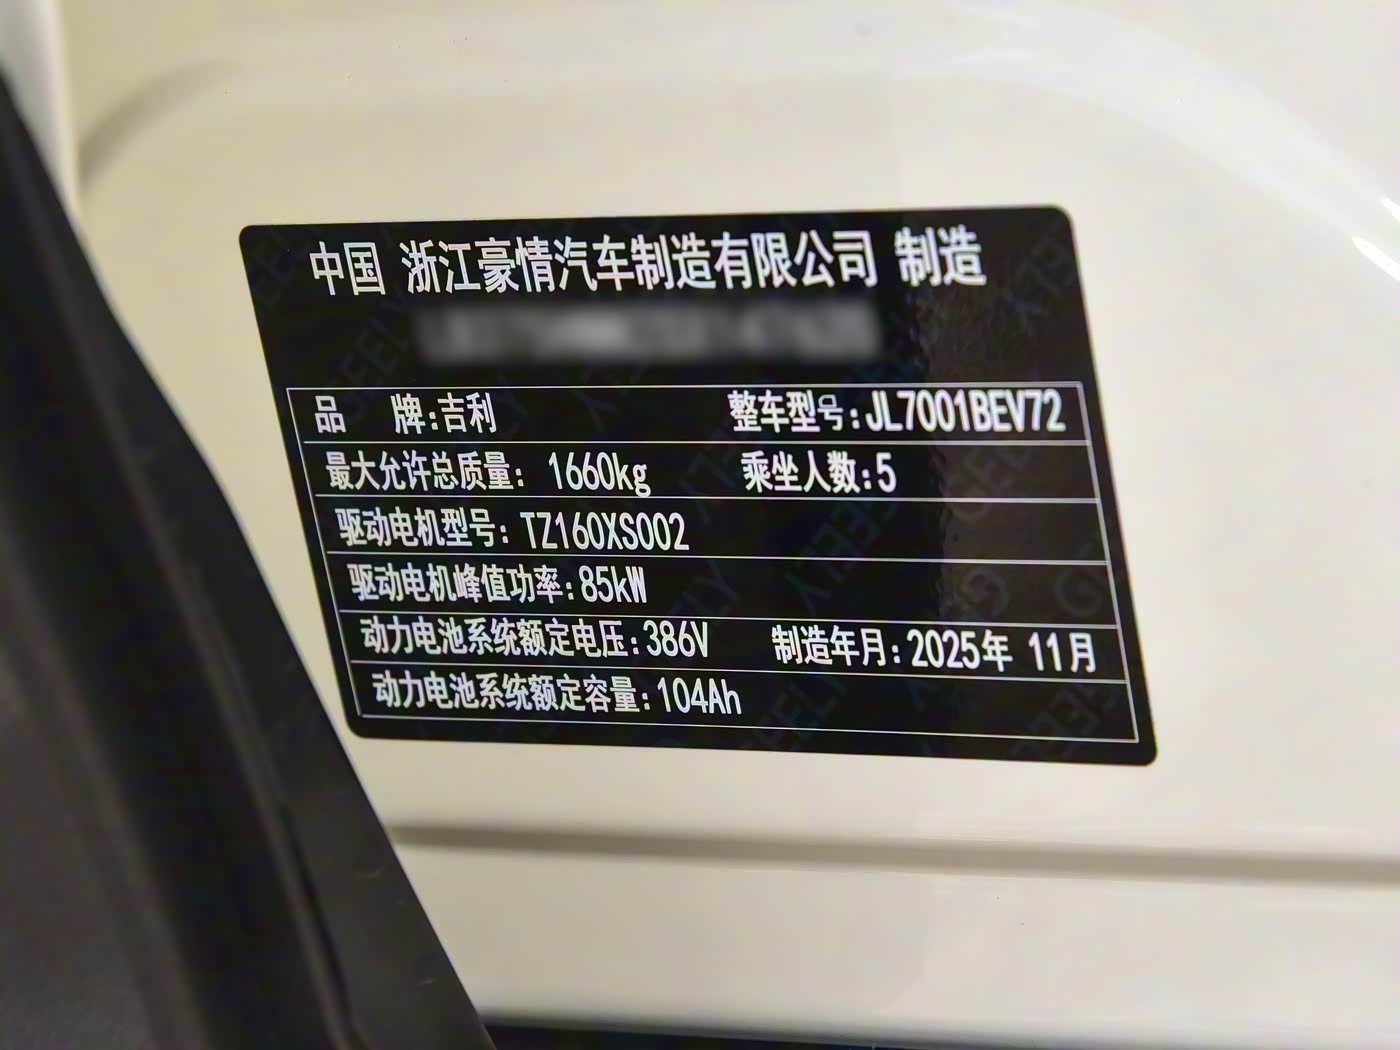 中国 浙江豪情汽车制造有限公司 制造
品 牌:吉利 整车型号:JL7001BEV72
最大允许总质量: 1660kg 乘坐人数:5
驱动电机型号: TZ160XS002
驱动电机峰值功率:85kW
动力电池系统额定电压:386V 制造年月:2025年 11月
动力电池系统额定容量:104Ah